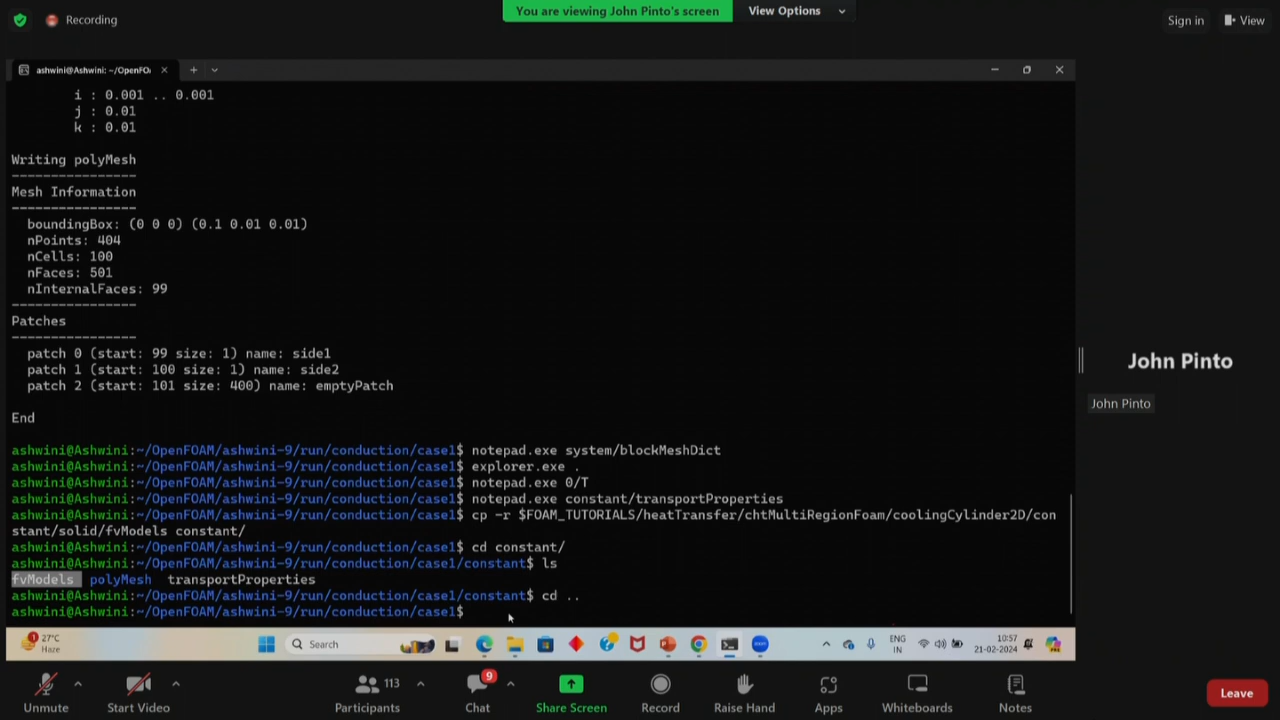 Recording
You are viewing John Pinto's screen
View Options
Sign in
View
ashwini@Ashwini: ~/OpenFO
i : 0.001 .. 0.001
j : 0.01
k : 0.01
Writing polyMesh
----------------
Mesh Information
----------------
boundingBox: (0 0 0) (0.1 0.01 0.01)
nPoints: 404
nCells: 100
nFaces: 501
nInternalFaces: 99
----------------
Patches
----------------
patch 0 (start: 99 size: 1) name: side1
patch 1 (start: 100 size: 1) name: side2
patch 2 (start: 101 size: 400) name: emptyPatch
End
ashwini@Ashwini:~/OpenFOAM/ashwini-9/run/conduction/case1$ notepad.exe system/blockMeshDict
ashwini@Ashwini:~/OpenFOAM/ashwini-9/run/conduction/case1$ explorer.exe .
ashwini@Ashwini:~/OpenFOAM/ashwini-9/run/conduction/case1$ notepad.exe 0/T
ashwini@Ashwini:~/OpenFOAM/ashwini-9/run/conduction/case1$ notepad.exe constant/transportProperties
ashwini@Ashwini:~/OpenFOAM/ashwini-9/run/conduction/case1$ cp -r $FOAM_TUTORIALS/heatTransfer/chtMultiRegionFoam/coolingCylinder2D/con
stant/solid/fvModels constant/
ashwini@Ashwini:~/OpenFOAM/ashwini-9/run/conduction/case1$ cd constant/
ashwini@Ashwini:~/OpenFOAM/ashwini-9/run/conduction/case1/constant$ ls
fvModels polyMesh transportProperties
ashwini@Ashwini:~/OpenFOAM/ashwini-9/run/conduction/case1/constant$ cd ..
ashwini@Ashwini:~/OpenFOAM/ashwini-9/run/conduction/case1$
John Pinto
John Pinto
1
27°C
Haze
Search
ENG
IN
10:57
21-02-2024
Unmute
Start Video
113
Participants
9
Chat
Share Screen
Record
Raise Hand
Apps
Whiteboards
Notes
Leave